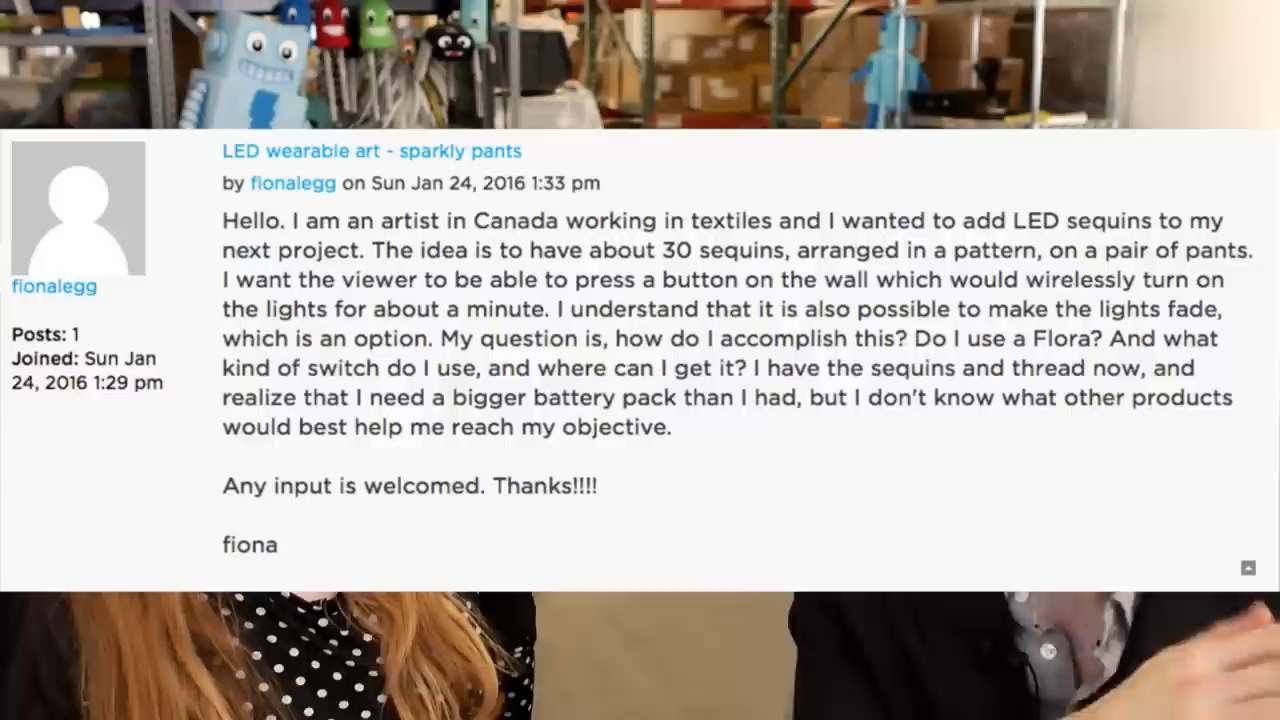 LED wearable art - sparkly pants
by fionalegg on Sun Jan 24, 2016 1:33 pm
Hello. I am an artist in Canada working in textiles and I wanted to add LED sequins to my
next project. The idea is to have about 30 sequins, arranged in a pattern, on a pair of pants.
I want the viewer to be able to press a button on the wall which would wirelessly turn on
the lights for about a minute. I understand that it is also possible to make the lights fade,
which is an option. My question is, how do I accomplish this? Do I use a Flora? And what
kind of switch do I use, and where can I get it? I have the sequins and thread now, and
realize that I need a bigger battery pack than I had, but I don't know what other products
would best help me reach my objective.
Any input is welcomed. Thanks!!!!
fiona
fionalegg
Posts: 1
Joined: Sun Jan
24, 2016 1:29 pm